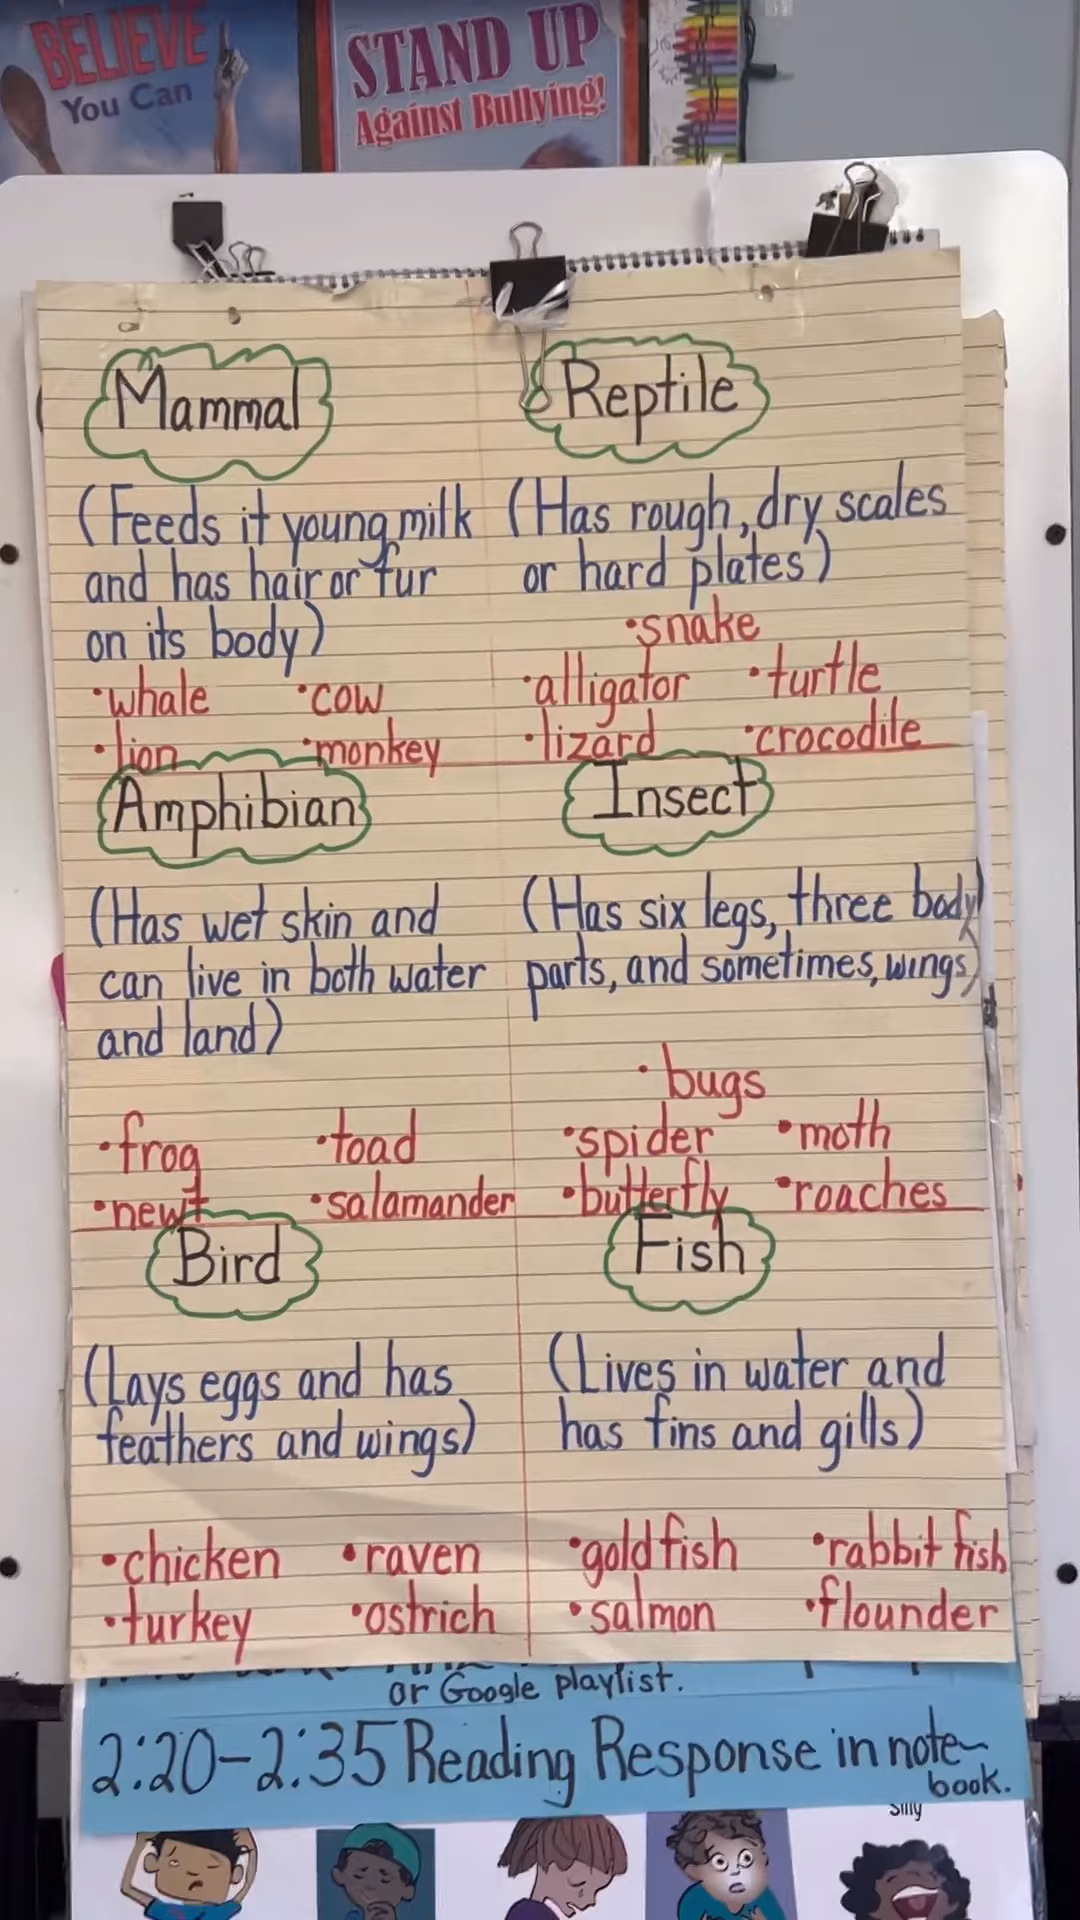 BELIEVE
You Can
STAND UP
Against Bullying!
Mammal
(Feeds it young milk
and has hair or fur
on its body)
•whale •cow
•lion •monkey
Reptile
(Has rough, dry scales
or hard plates)
•snake
•alligator •turtle
•lizard •crocodile
Amphibian
(Has wet skin and
can live in both water
and land)
•frog •toad
•newt •salamander
Insect
(Has six legs, three body
parts, and sometimes, wings)
•bugs
•spider •moth
•butterfly •roaches
Bird
(Lays eggs and has
feathers and wings)
•chicken •raven
•turkey •ostrich
Fish
(Lives in water and
has fins and gills)
•goldfish •rabbit fish
•salmon •flounder
or Google playlist.
2:20-2:35 Reading Response in note-
book.
Silly